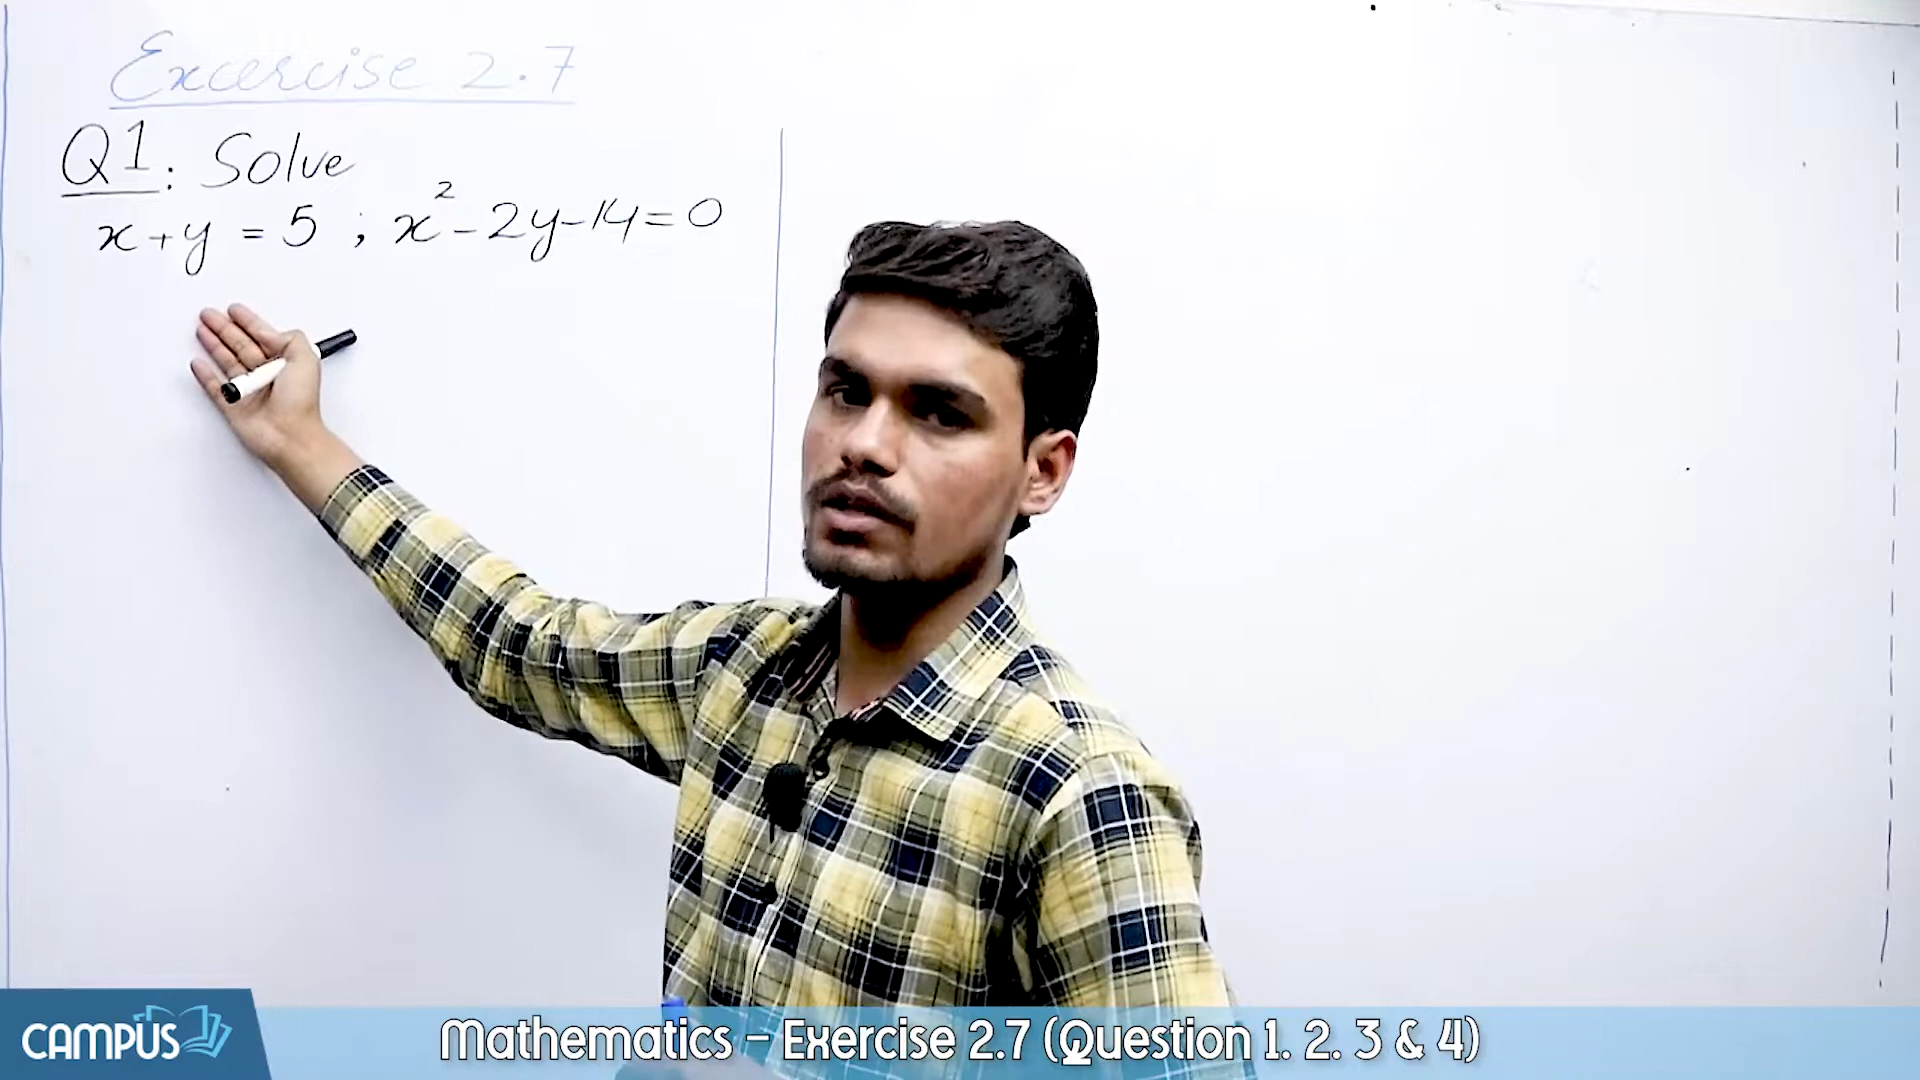 Excercise 2.7
Q1: Solve
x+y = 5 ; x²-2y-14=0
CAMPUS
Mathematics – Exercise 2.7 (Question 1. 2. 3 & 4)